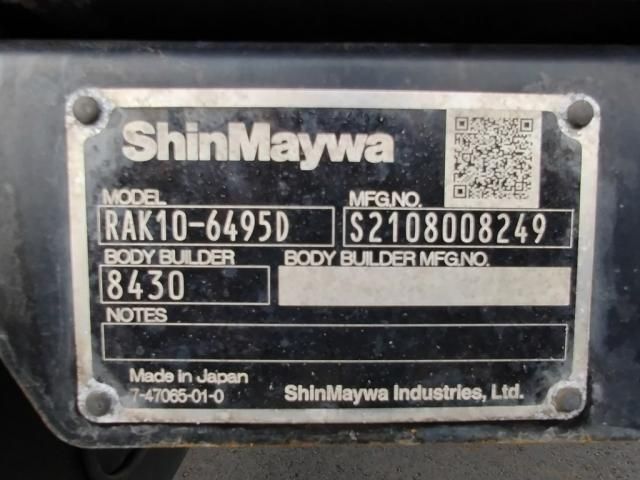 ShinMaywa
MODEL MFG.NO.
RAK10-6495D S2108008249
BODY BUILDER BODY BUILDER MFG.NO.
8430
NOTES
Made in Japan
7-47065-01-0 ShinMaywa Industries, Ltd.